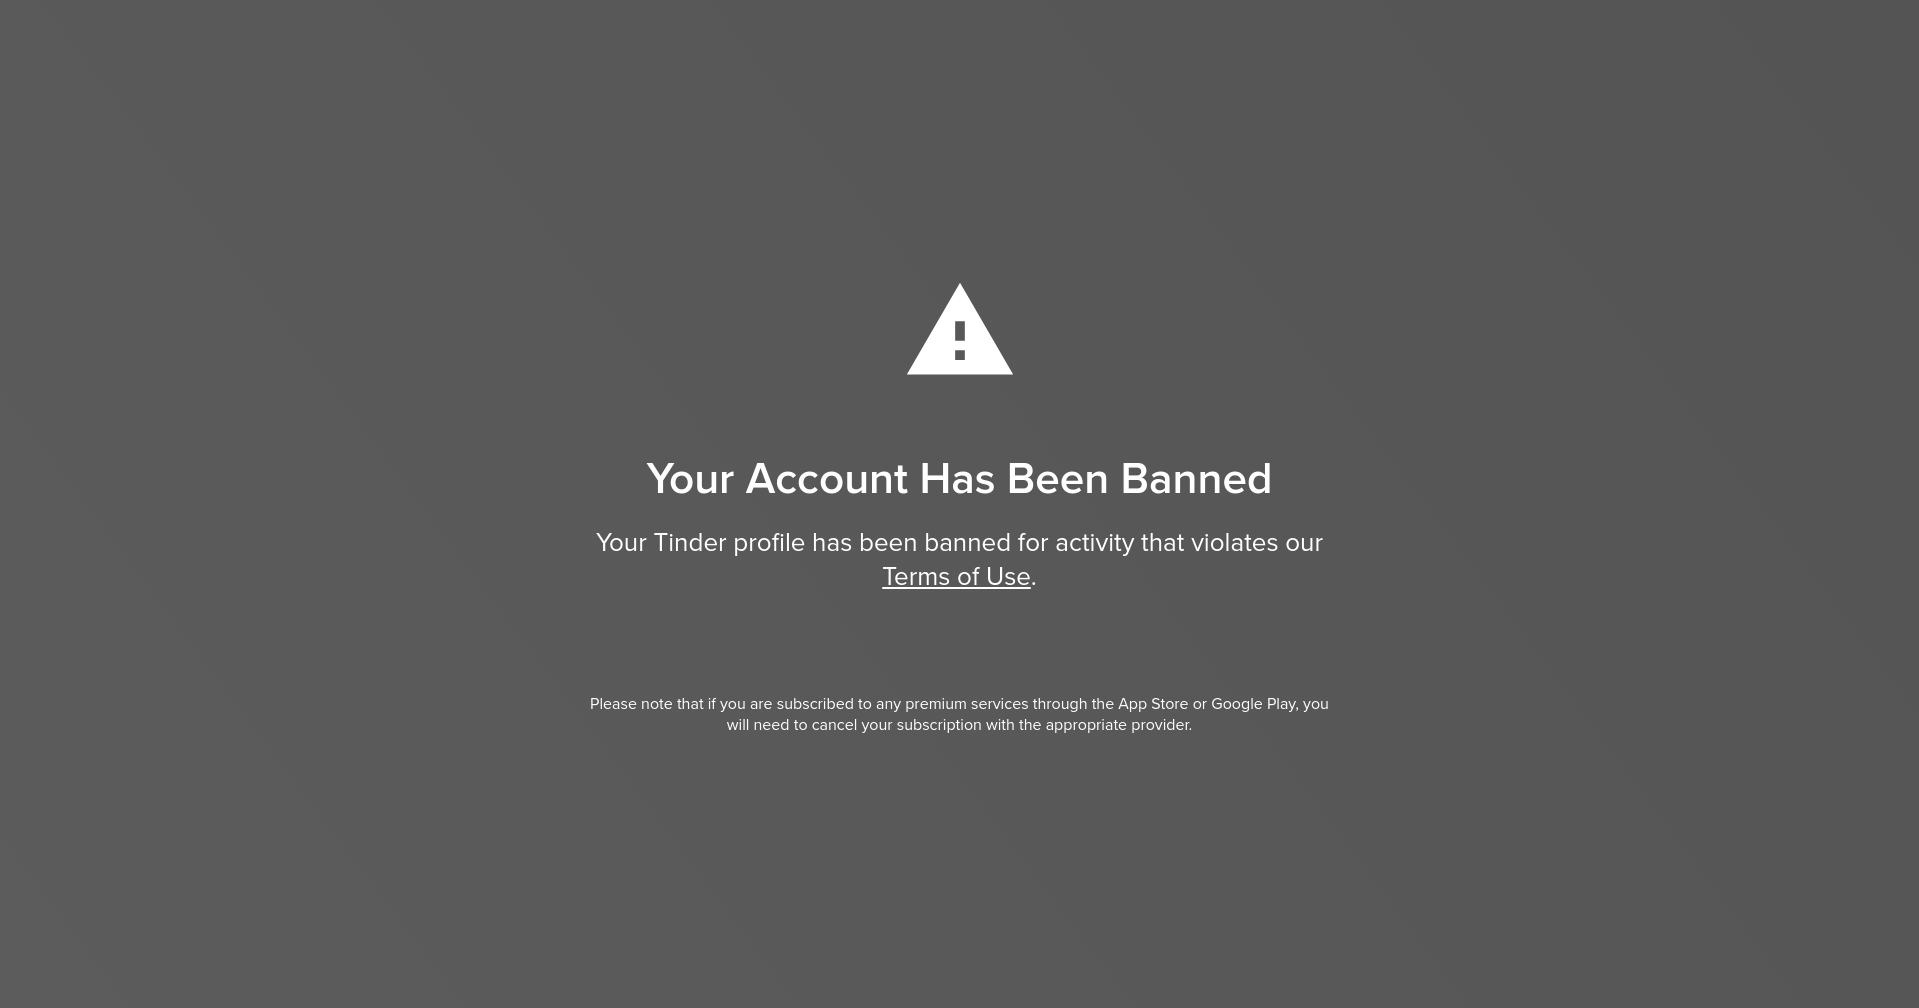 Your Account Has Been Banned
Your Tinder profile has been banned for activity that violates our
Terms of Use.
Please note that if you are subscribed to any premium services through the App Store or Google Play, you
will need to cancel your subscription with the appropriate provider.